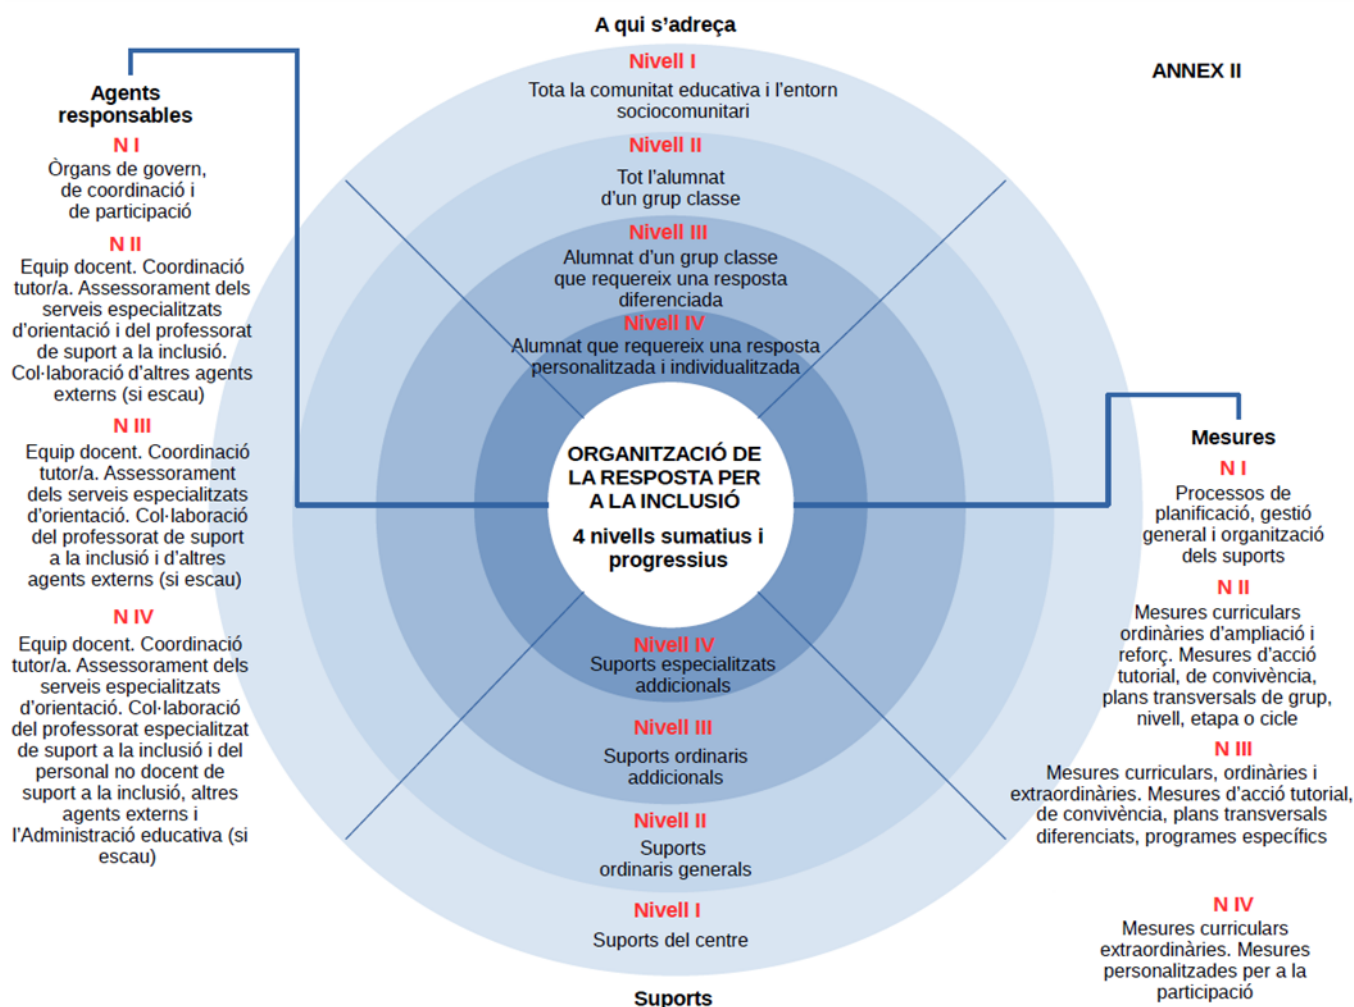 A qui s’adreça
ANNEX II
Nivell I
Tota la comunitat educativa i l’entorn
sociocomunitari
Nivell II
Tot l’alumnat
d’un grup classe
Nivell III
Alumnat d’un grup classe
que requereix una resposta
diferenciada
Nivell IV
Alumnat que requereix una resposta
personalitzada i individualitzada
Agents
responsables
N I
Òrgans de govern,
de coordinació i
de participació
N II
Equip docent. Coordinació
tutor/a. Assessorament dels
serveis especialitzats
d’orientació i del professorat
de suport a la inclusió.
Col·laboració d’altres agents
externs (si escau)
N III
Equip docent. Coordinació
tutor/a. Assessorament
dels serveis especialitzats
d’orientació. Col·laboració
del professorat de suport
a la inclusió i d’altres
agents externs (si escau)
N IV
Equip docent. Coordinació
tutor/a. Assessorament dels
serveis especialitzats
d’orientació. Col·laboració
del professorat especialitzat
de suport a la inclusió i del
personal no docent de
suport a la inclusió, altres
agents externs i
l’Administració educativa (si
escau)
ORGANITZACIÓ DE
LA RESPOSTA PER
A LA INCLUSIÓ
4 nivells sumatius i
progressius
Mesures
N I
Processos de
planificació, gestió
general i organització
dels suports
N II
Mesures curriculars
ordinàries d’ampliació i
reforç. Mesures d’acció
tutorial, de convivència,
plans transversals de grup,
nivell, etapa o cicle
N III
Mesures curriculars, ordinàries i
extraordinàries. Mesures d’acció tutorial,
de convivència, plans transversals
diferenciats, programes específics
N IV
Mesures curriculars
extraordinàries. Mesures
personalitzades per a la
participació
Nivell IV
Suports especialitzats
addicionals
Nivell III
Suports ordinaris
addicionals
Nivell II
Suports
ordinaris generals
Nivell I
Suports del centre
Suports